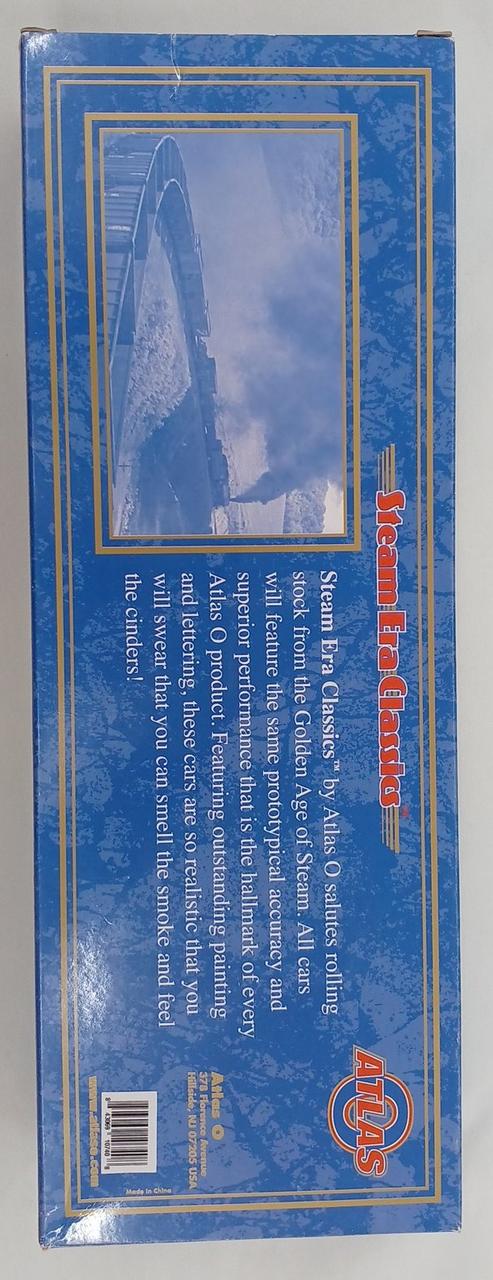 Steam Era Classics™
ATLAS
Steam Era Classics™ by Atlas O salutes rolling
stock from the Golden Age of Steam. All cars
will feature the same prototypical accuracy and
superior performance that is the hallmark of every
Atlas O product. Featuring outstanding painting
and lettering, these cars are so realistic that you
will swear that you can smell the smoke and feel
the cinders!
Atlas O
378 Florence Avenue
Hillside, NJ 07205 USA
Made in China
www.atlaso.com